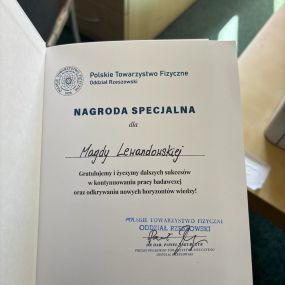 Polskie Towarzystwo Fizyczne
Oddział Rzeszowski
NAGRODA SPECJALNA
dla
Magdy Lewandowskiej
Gratulujemy i życzymy dalszych sukcesów
w kontynuowaniu pracy badawczej
oraz odkrywaniu nowych horyzontów wiedzy!
POLSKIE TOWARZYSTWO FIZYCZNE
ODDZIAŁ RZESZOWSKI